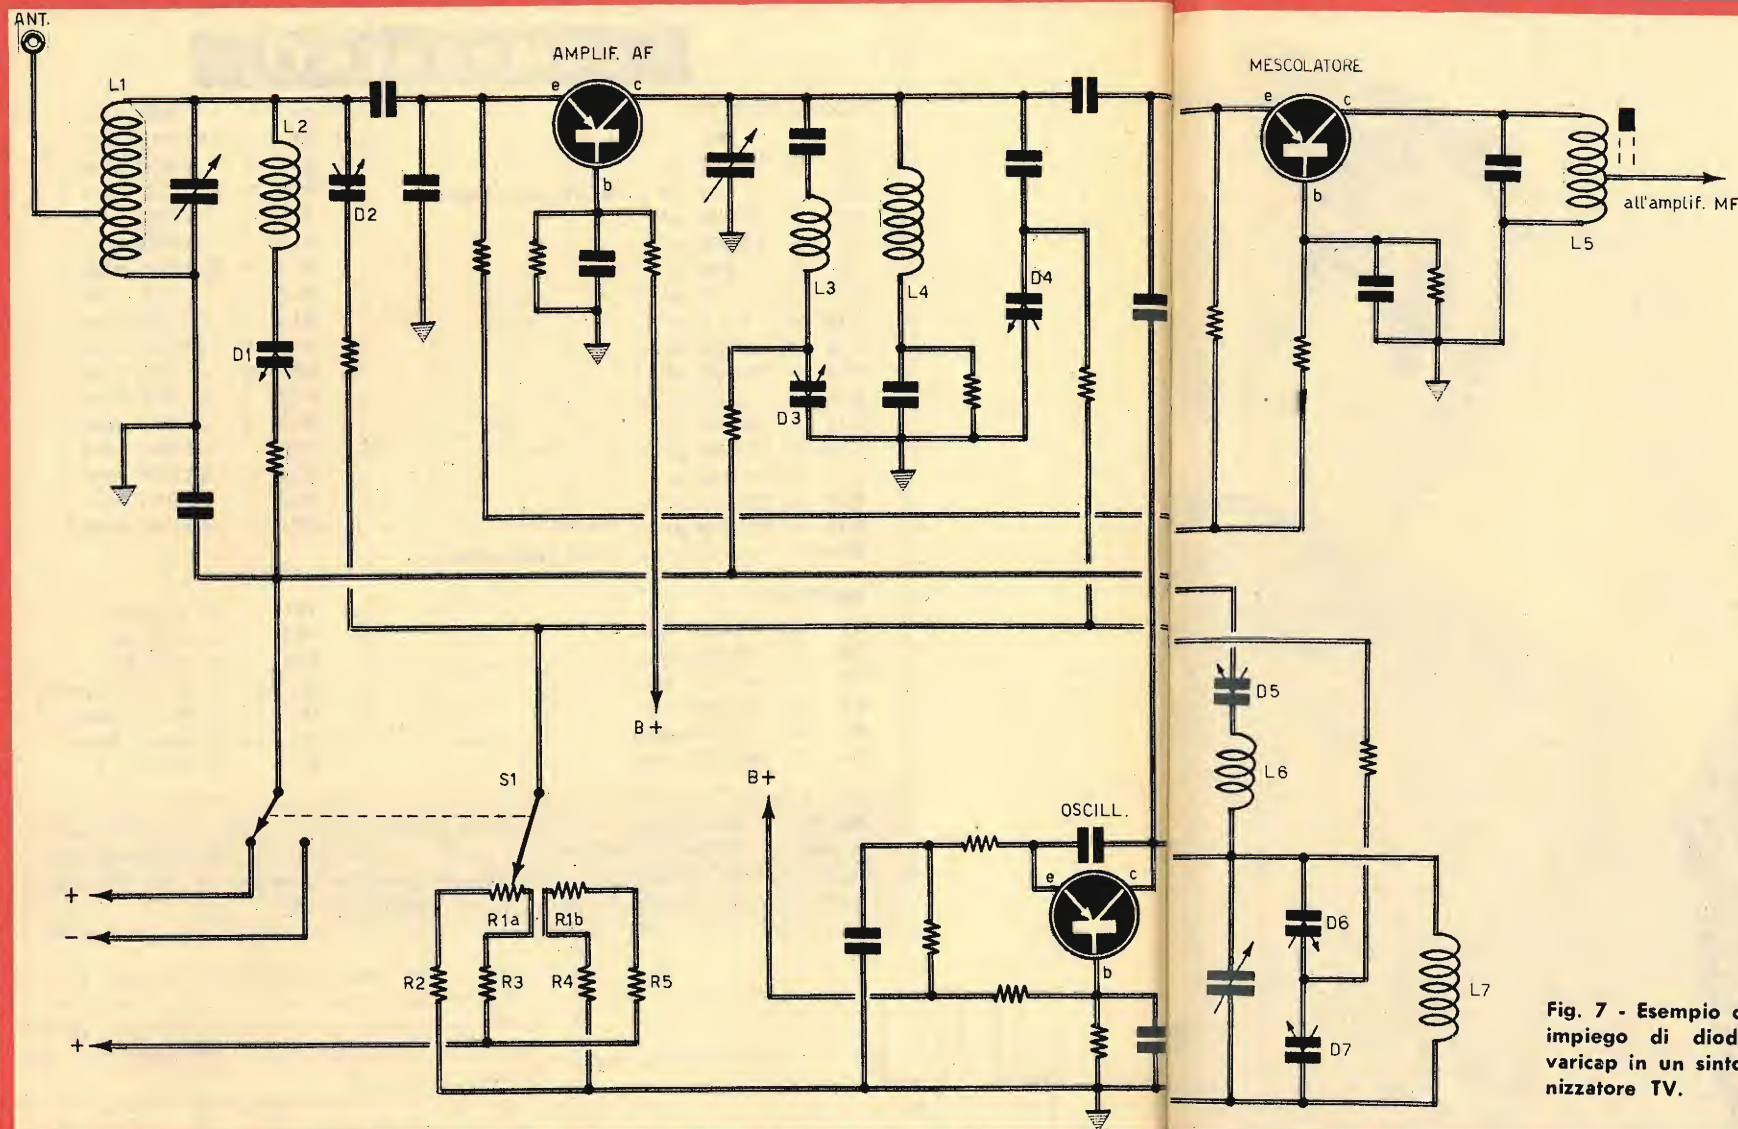 ANT.
L1
L2
D2
D1
AMPLIF. AF
e
c
b
L3
D3
L4
D4
MESCOLATORE
e
c
b
L5
all'amplif. MF
B+
S1
+
-
R1a
R1b
R2
R3
R4
R5
+
B+
OSCILL.
e
c
b
D5
L6
D6
D7
L7
Fig. 7 - Esempio
impiego di
varicap in un
nizzatore TV.